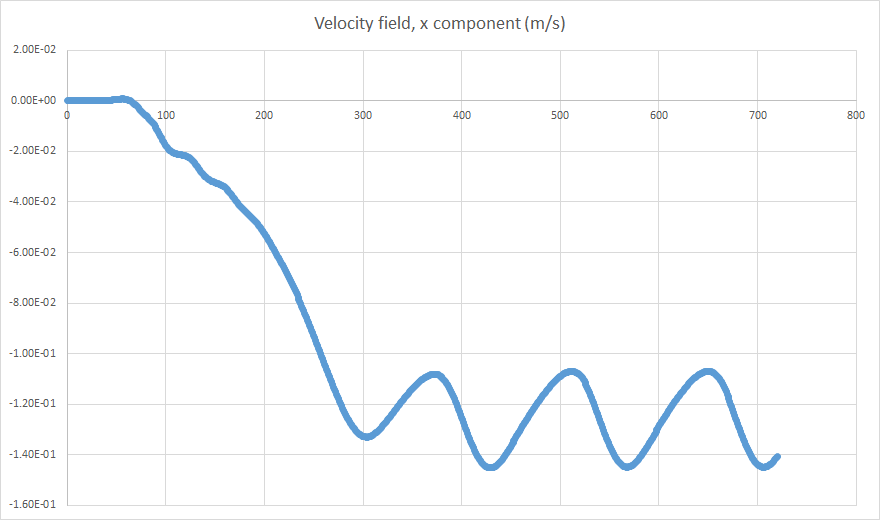 Velocity field, x component (m/s)
2.00E-02
0.00E+00
0 100 200 300 400 500 600 700 800
-2.00E-02
-4.00E-02
-6.00E-02
-8.00E-02
-1.00E-01
-1.20E-01
-1.40E-01
-1.60E-01